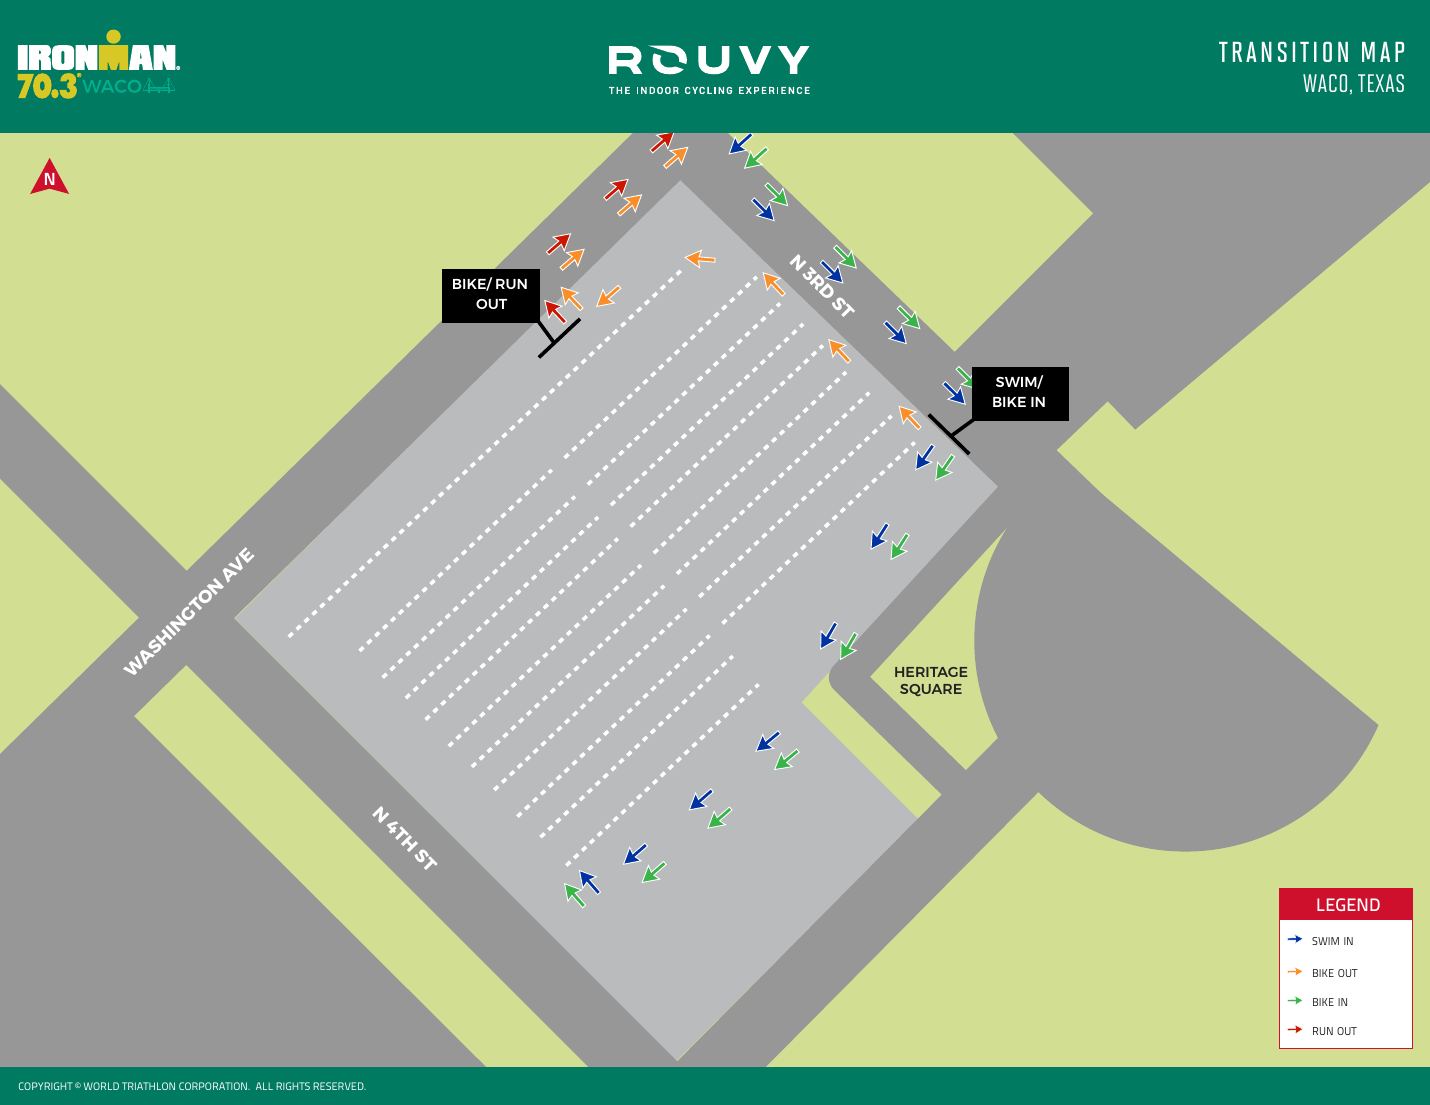 IRONMAN.
70.3® WACO
ROUVY
THE INDOOR CYCLING EXPERIENCE
TRANSITION MAP
WACO, TEXAS
N
N 3RD ST
BIKE/ RUN
OUT
SWIM/
BIKE IN
WASHINGTON AVE
HERITAGE
SQUARE
N 4TH ST
LEGEND
SWIM IN
BIKE OUT
BIKE IN
RUN OUT
COPYRIGHT © WORLD TRIATHLON CORPORATION. ALL RIGHTS RESERVED.